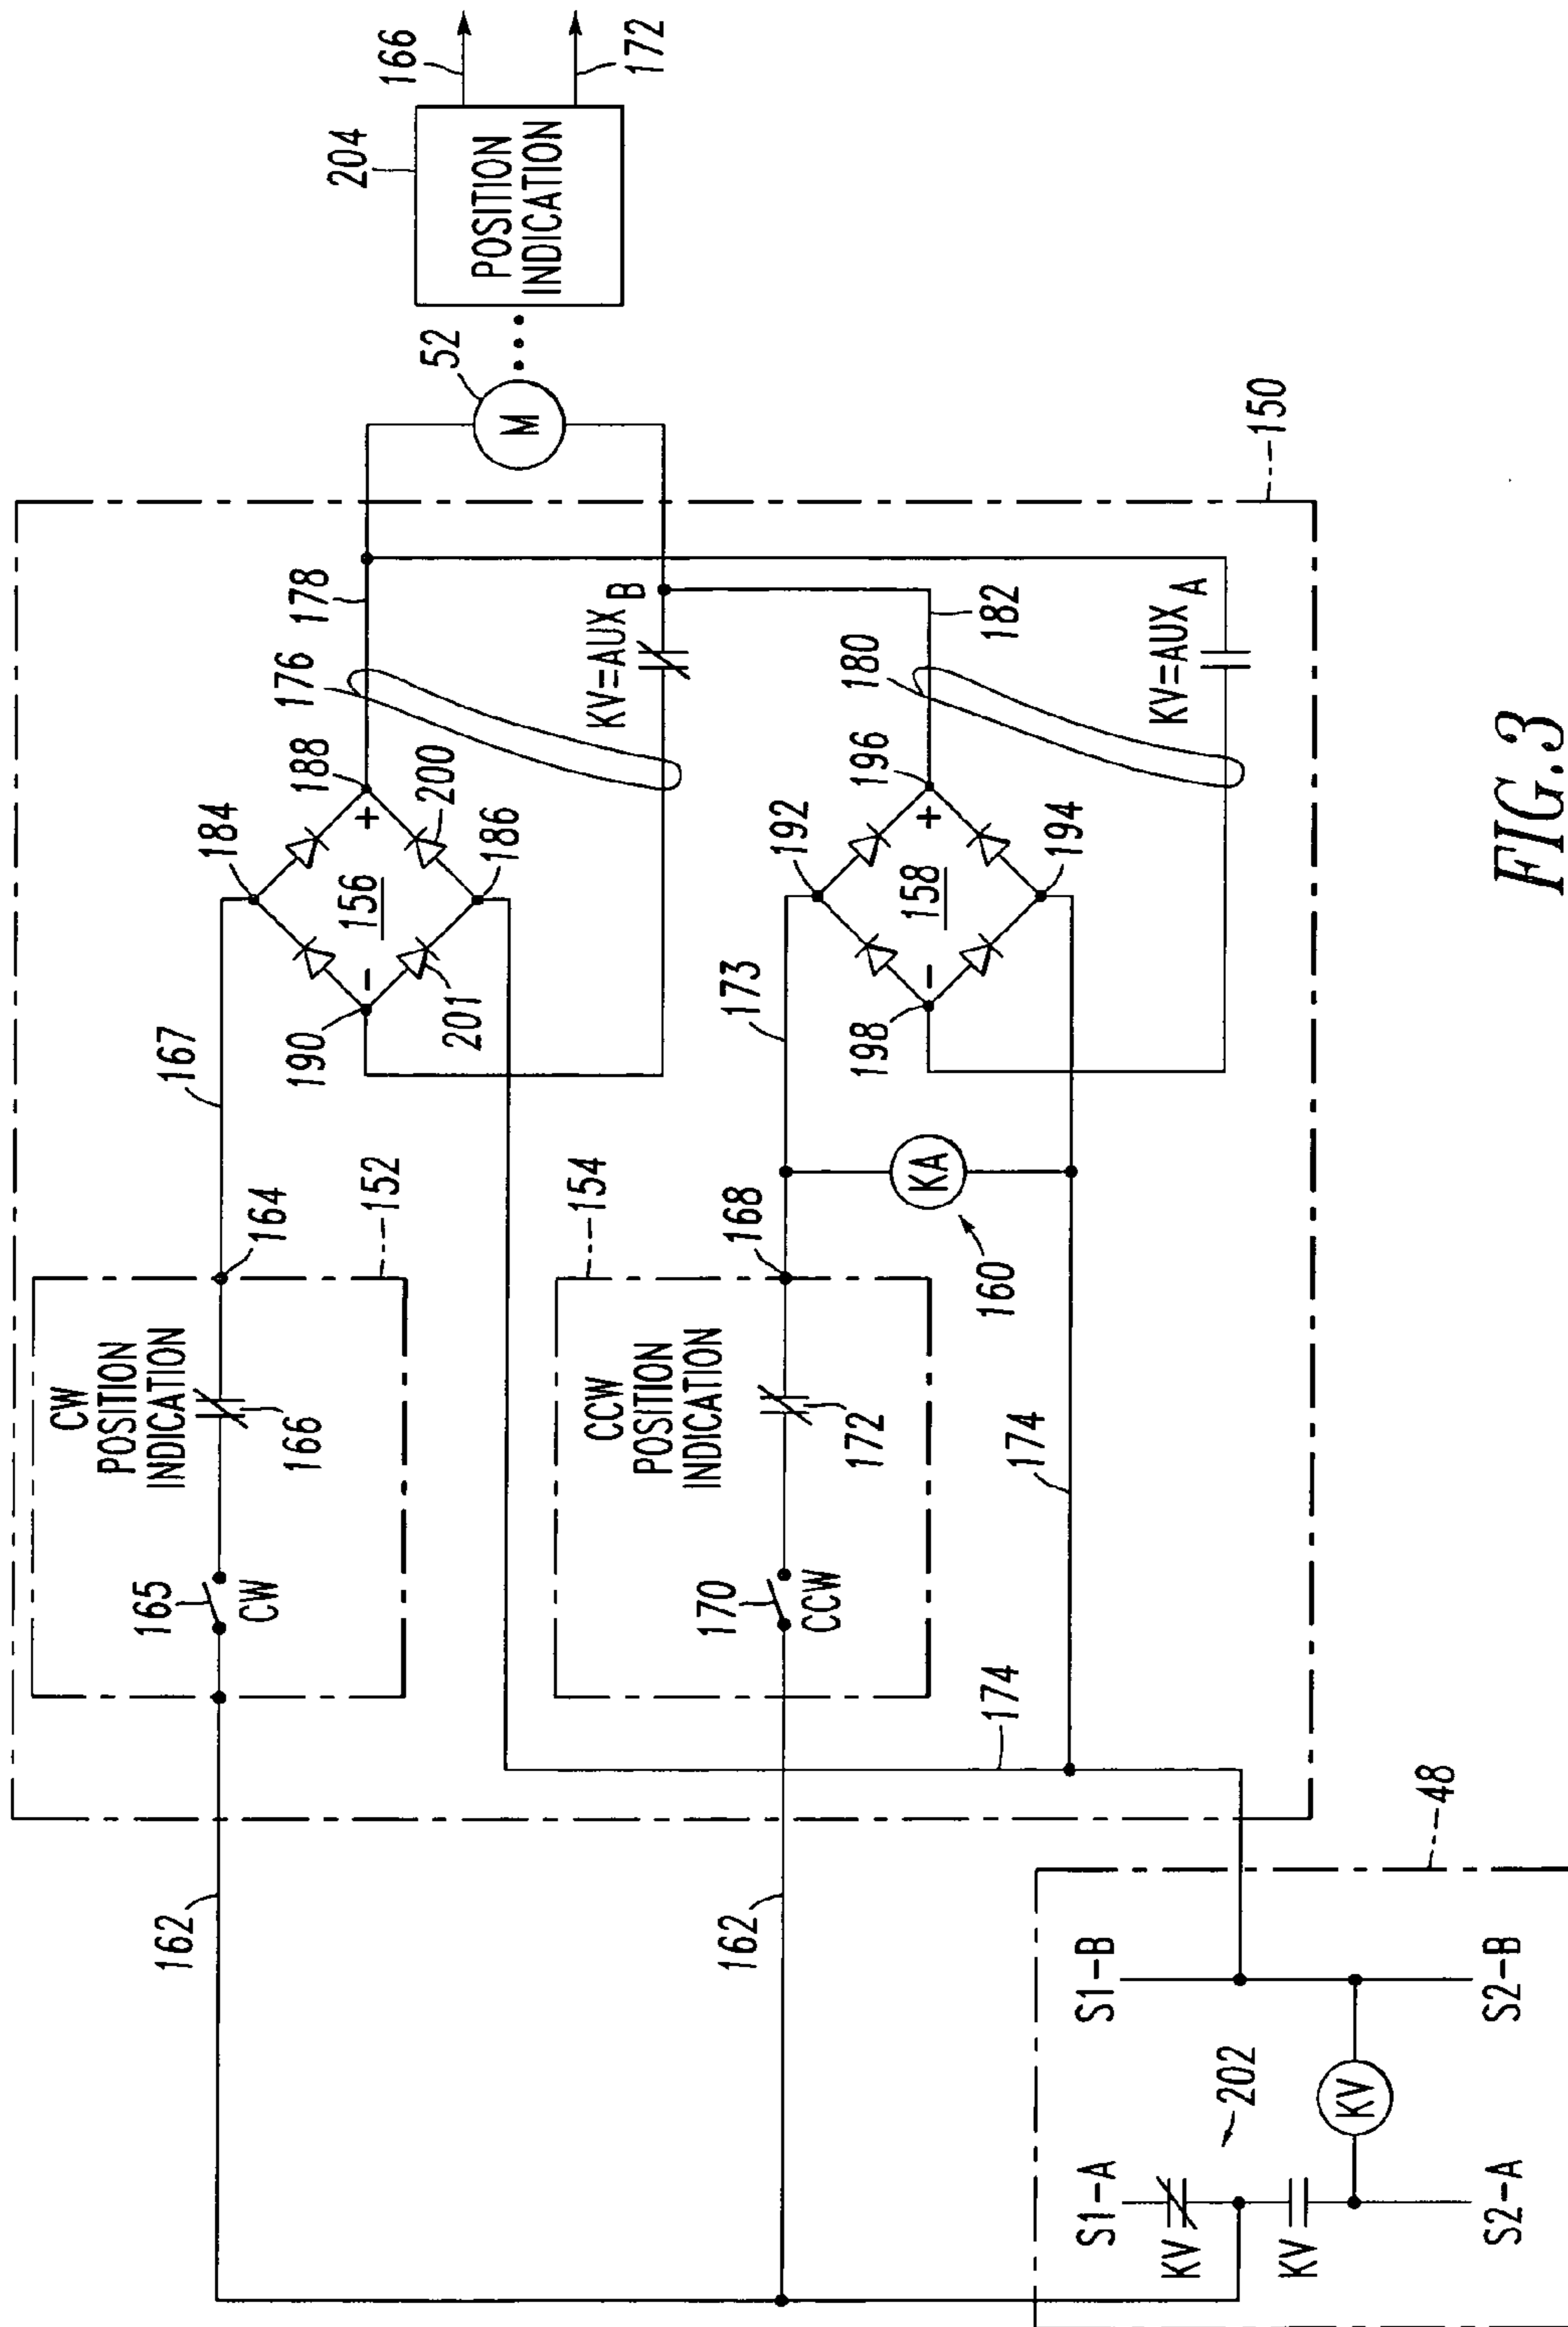 166
172
204
POSITION
INDICATION
52
M
150
178
176
KV=AUX
B
182
180
KV=AUX
A
188
184
200
+
156
186
-
190
201
196
192
+
158
194
-
198
167
173
164
152
CW
POSITION
INDICATION
166
165
CW
168
154
KA
160
CCW
POSITION
INDICATION
172
170
CCW
174
174
162
162
48
S1-B
S2-B
202
KV
S1-A
KV
KV
S2-A
FIG.3